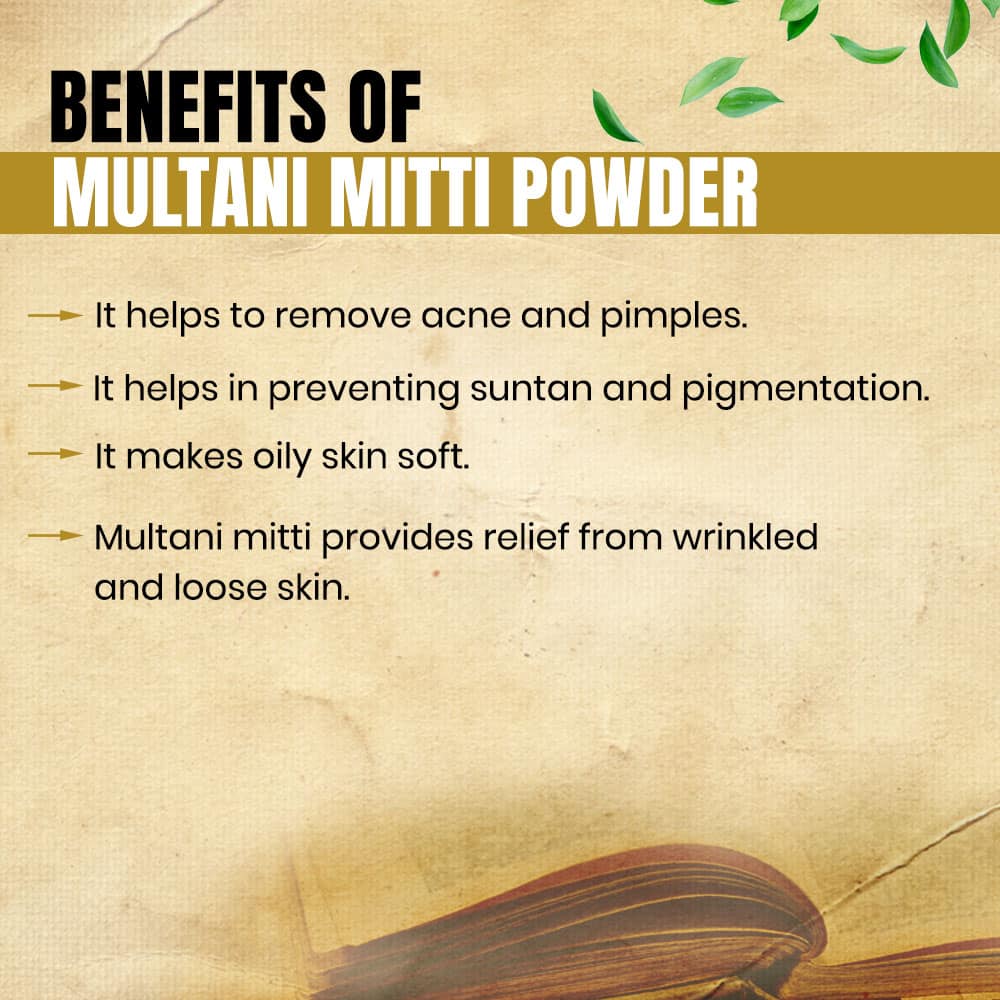 BENEFITS OF
MULTANI MITTI POWDER
It helps to remove acne and pimples.
It helps in preventing suntan and pigmentation.
It makes oily skin soft.
Multani mitti provides relief from wrinkled
and loose skin.